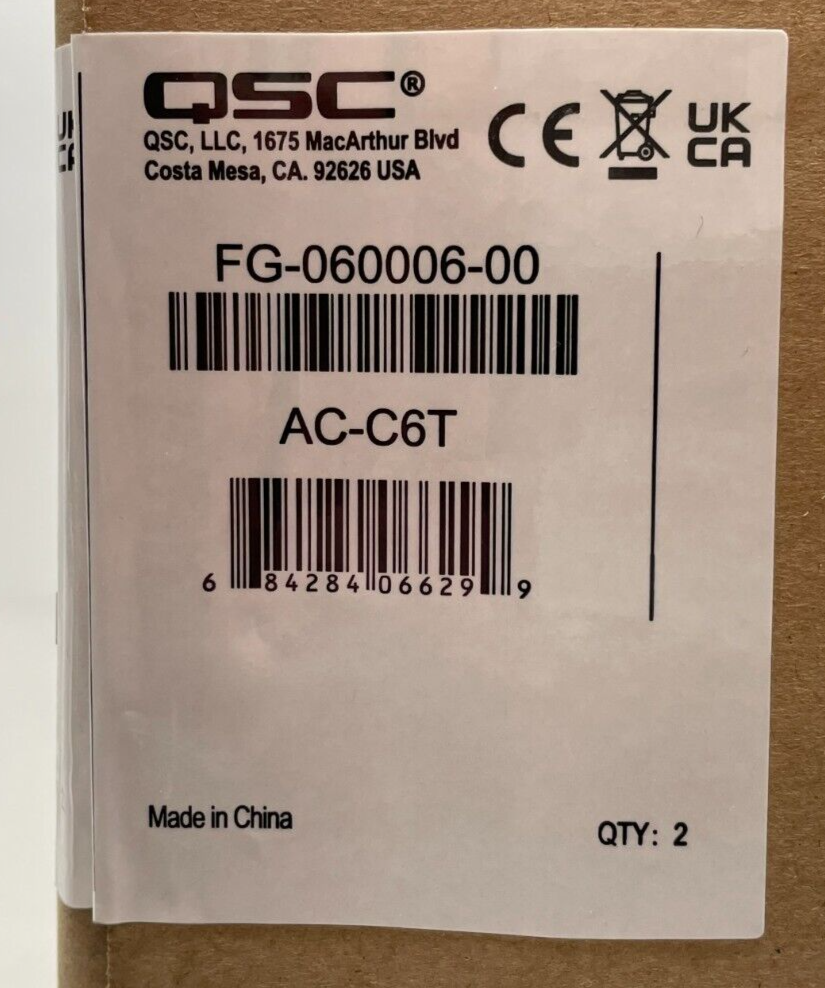 QSC®
QSC, LLC, 1675 MacArthur Blvd
Costa Mesa, CA. 92626 USA
CE
UK
CA
FG-060006-00
AC-C6T
6 84284 06629 9
Made in China
QTY: 2